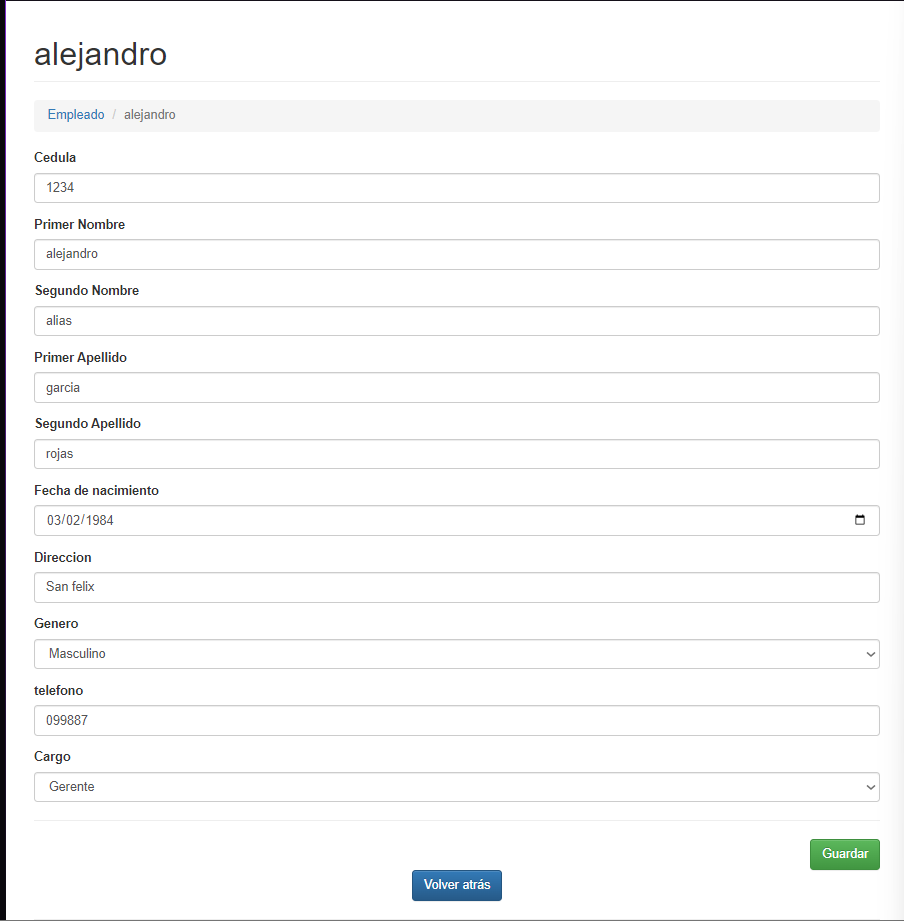 alejandro
Empleado / alejandro
Cedula
1234
Primer Nombre
alejandro
Segundo Nombre
alias
Primer Apellido
garcia
Segundo Apellido
rojas
Fecha de nacimiento
03/02/1984
Direccion
San felix
Genero
Masculino
telefono
099887
Cargo
Gerente
Guardar
Volver atrás